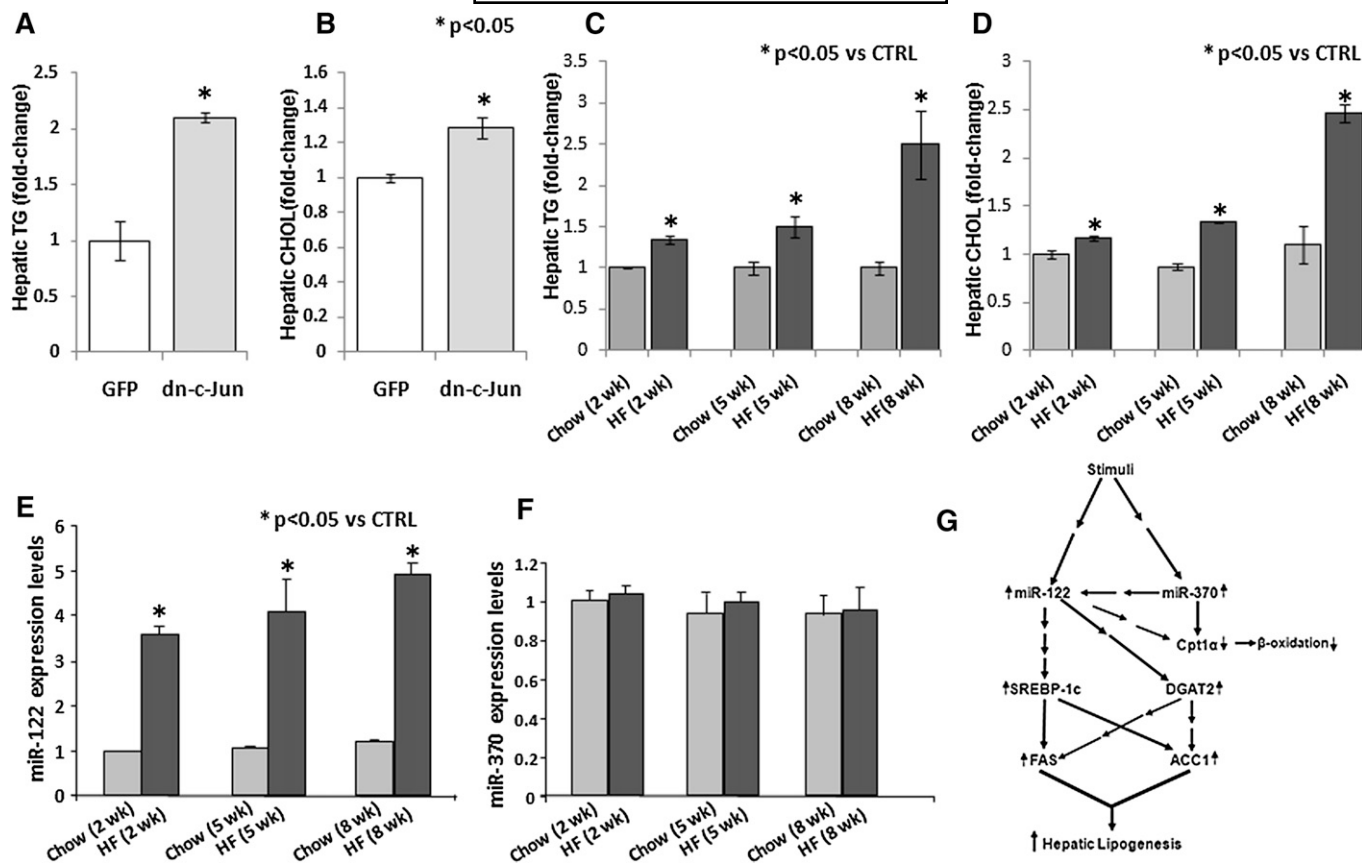 A
Hepatic TG (fold-change)
2.5
2
1.5
1
0.5
0
*
GFP dn-c-Jun
B
* p<0.05
Hepatic CHOL(fold-change)
1.6
1.4
1.2
1
0.8
0.6
0.4
0.2
0
*
GFP dn-c-Jun
C
* p<0.05 vs CTRL
Hepatic TG (fold-change)
3.5
3
2.5
2
1.5
1
0.5
0
*
*
*
Chow (2 wk)
HF (2 wk)
Chow (5 wk)
HF (5 wk)
Chow (8 wk)
HF(8 wk)
D
* p<0.05 vs CTRL
Hepatic CHOL (fold-change)
3
2.5
2
1.5
1
0.5
0
*
*
*
Chow (2 wk)
HF (2 wk)
Chow (5 wk)
HF (5 wk)
Chow (8 wk)
HF(8 wk)
E
* p<0.05 vs CTRL
miR-122 expression levels
6
5
4
3
2
1
0
*
*
*
Chow (2 wk)
HF (2 wk)
Chow (5 wk)
HF (5 wk)
Chow (8 wk)
HF (8 wk)
F
miR-370 expression levels
1.2
1
0.8
0.6
0.4
0.2
0
Chow (2 wk)
HF (2 wk)
Chow (5 wk)
HF (5 wk)
Chow (8 wk)
HF (8 wk)
G
Stimuli
↑miR-122 miR-370↑
Cpt1α↓ → β-oxidation↓
↑SREBP-1c DGAT2↑
↑FAS ACC1↑
↑ Hepatic Lipogenesis